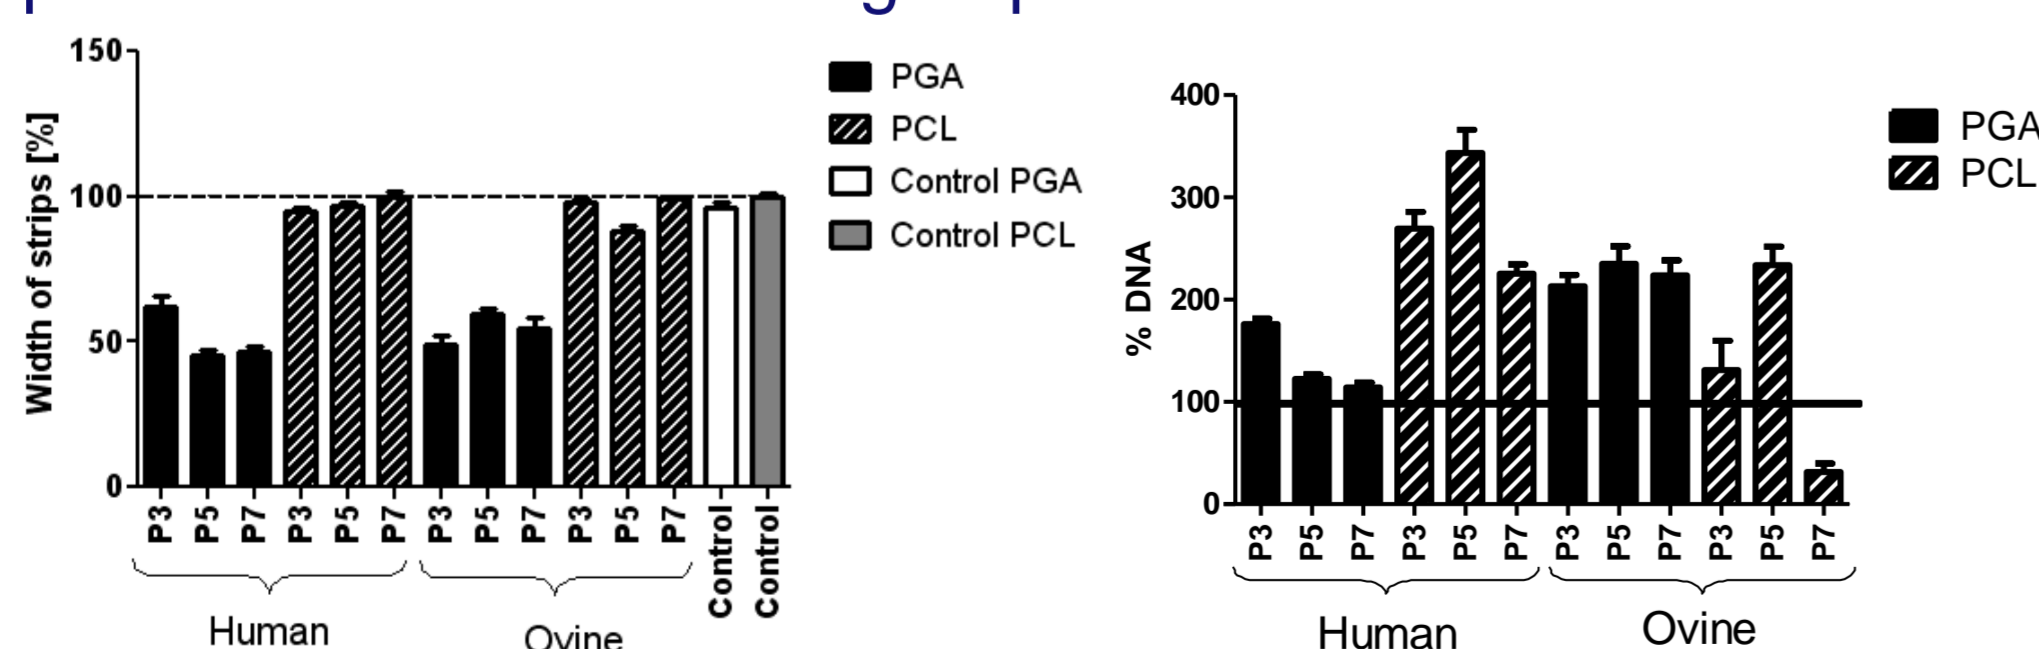 150
100
50
0
Width of strips [%]
P3 P5 P7 P3 P5 P7 P3 P5 P7 P3 P5 P7 Control Control
Human Ovine
PGA
PCL
Control PGA
Control PCL
400
300
200
100
0
% DNA
P3 P5 P7 P3 P5 P7 P3 P5 P7 P3 P5 P7
Human Ovine
PGA
PCL